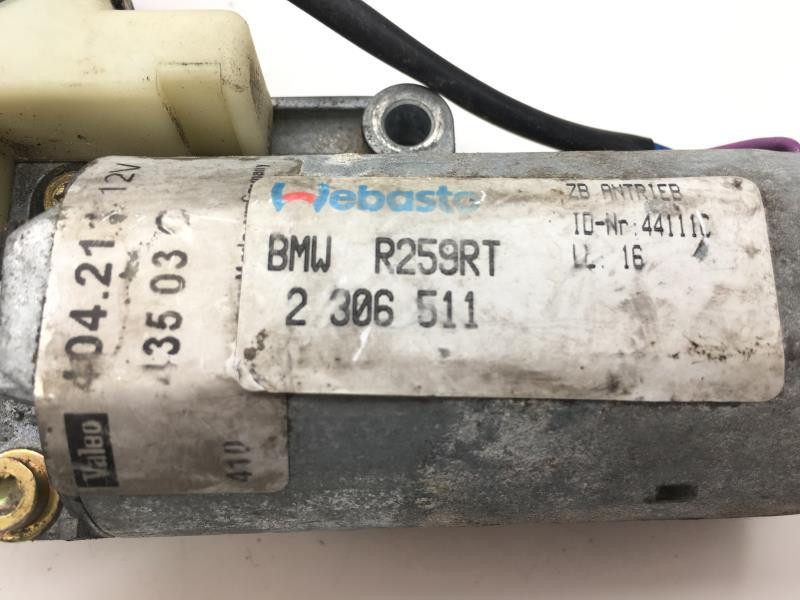 Webasto
BMW R259RT
2 306 511
ZB ANTRIEB
ID-Nr:44111C
LL: 16
12V
404.21
435 03
Valeo
410
Germany